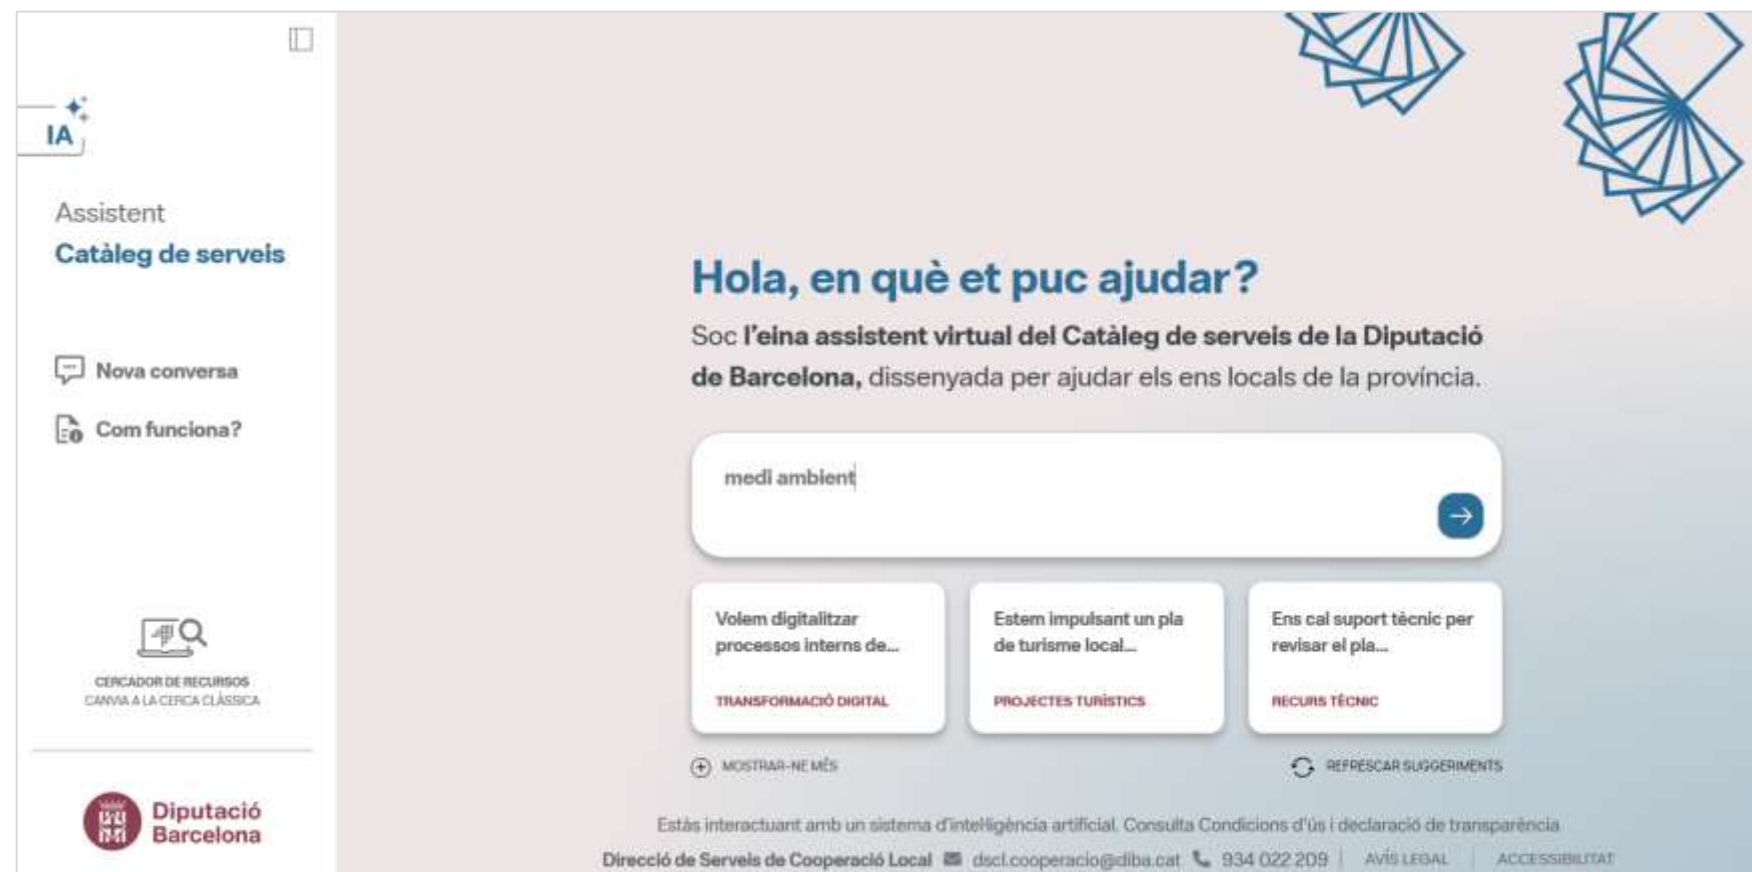 IA
Assistent
Catàleg de serveis
Nova conversa
Com funciona?
CERCADOR DE RECURSOS
CANVIA A LA CERCA CLÀSSICA
Diputació
Barcelona
Hola, en què et puc ajudar?
Soc l'eina assistent virtual del Catàleg de serveis de la Diputació
de Barcelona, dissenyada per ajudar els ens locals de la província.
medi ambient
Volem digitalitzar
processos interns de...
TRANSFORMACIÓ DIGITAL
Estem impulsant un pla
de turisme local...
PROJECTES TURÍSTICS
Ens cal suport tècnic per
revisar el pla...
RECURS TÈCNIC
MOSTRAR-NE MÉS
REFRESCAR SUGGERIMENTS
Estàs interactuant amb un sistema d'intel·ligència artificial. Consulta Condicions d'ús i declaració de transparència
Direcció de Serveis de Cooperació Local dscl.cooperacio@diba.cat 934 022 209 | AVÍS LEGAL | ACCESSIBILITAT